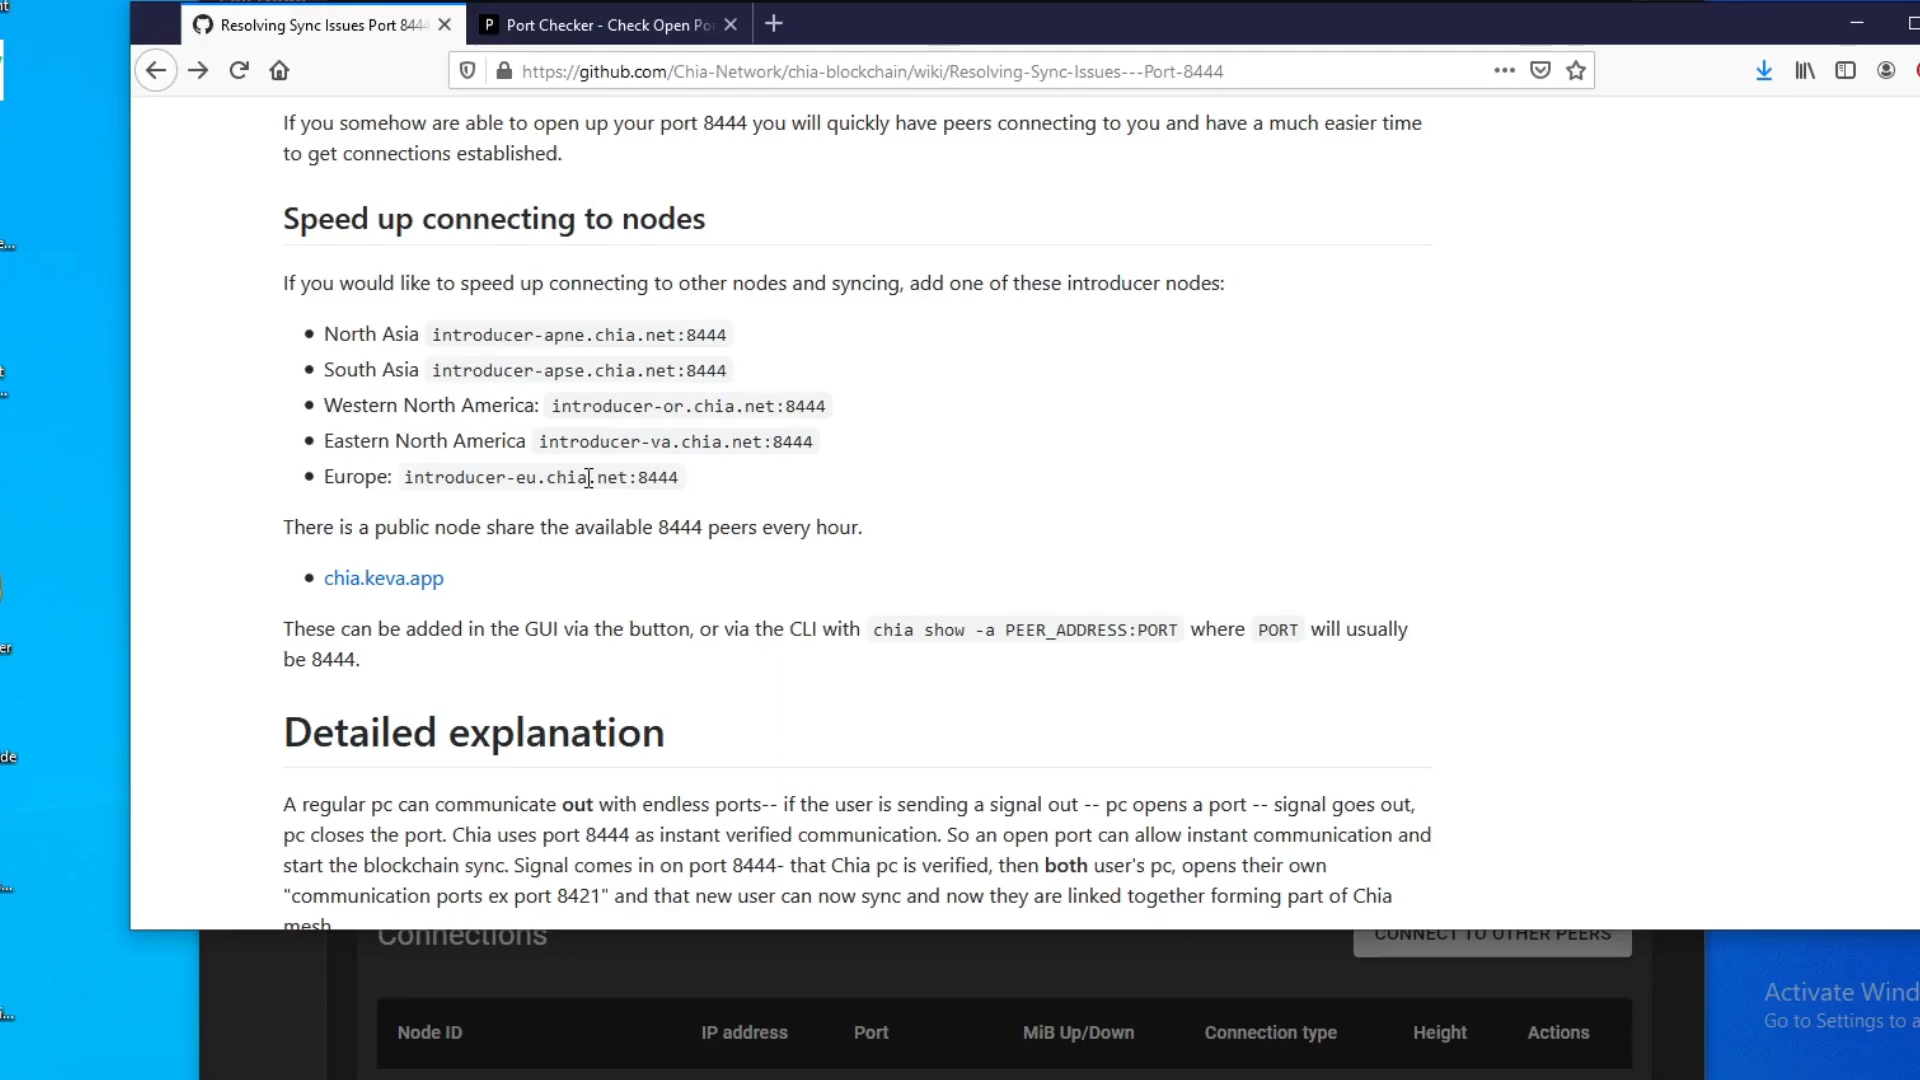 Resolving Sync Issues Port 844
Port Checker - Check Open Po
https://github.com/Chia-Network/chia-blockchain/wiki/Resolving-Sync-Issues---Port-8444
If you somehow are able to open up your port 8444 you will quickly have peers connecting to you and have a much easier time
to get connections established.
Speed up connecting to nodes
If you would like to speed up connecting to other nodes and syncing, add one of these introducer nodes:
• North Asia introducer-apne.chia.net:8444
• South Asia introducer-apse.chia.net:8444
• Western North America: introducer-or.chia.net:8444
• Eastern North America introducer-va.chia.net:8444
• Europe: introducer-eu.chia.net:8444
There is a public node share the available 8444 peers every hour.
• chia.keva.app
These can be added in the GUI via the button, or via the CLI with chia show -a PEER_ADDRESS:PORT where PORT will usually
be 8444.
Detailed explanation
A regular pc can communicate out with endless ports-- if the user is sending a signal out -- pc opens a port -- signal goes out,
pc closes the port. Chia uses port 8444 as instant verified communication. So an open port can allow instant communication and
start the blockchain sync. Signal comes in on port 8444- that Chia pc is verified, then both user's pc, opens their own
"communication ports ex port 8421" and that new user can now sync and now they are linked together forming part of Chia
mesh
Connections
CONNECT TO OTHER PEERS
Node ID IP address Port MiB Up/Down Connection type Height Actions
Activate Wind
Go to Settings to a